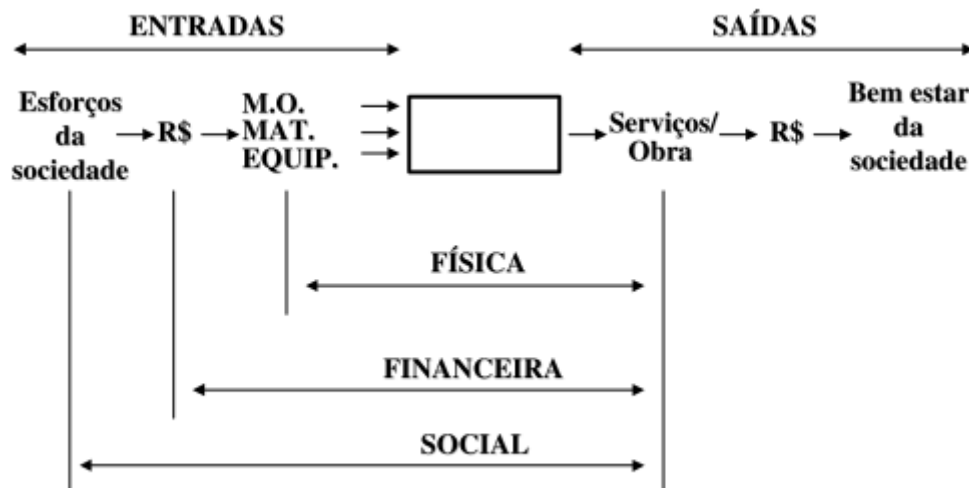 ENTRADAS
SAÍDAS
Esforços
da
sociedade
R$
M.O.
MAT.
EQUIP.
Serviços/
Obra
R$
Bem estar
da
sociedade
FÍSICA
FINANCEIRA
SOCIAL